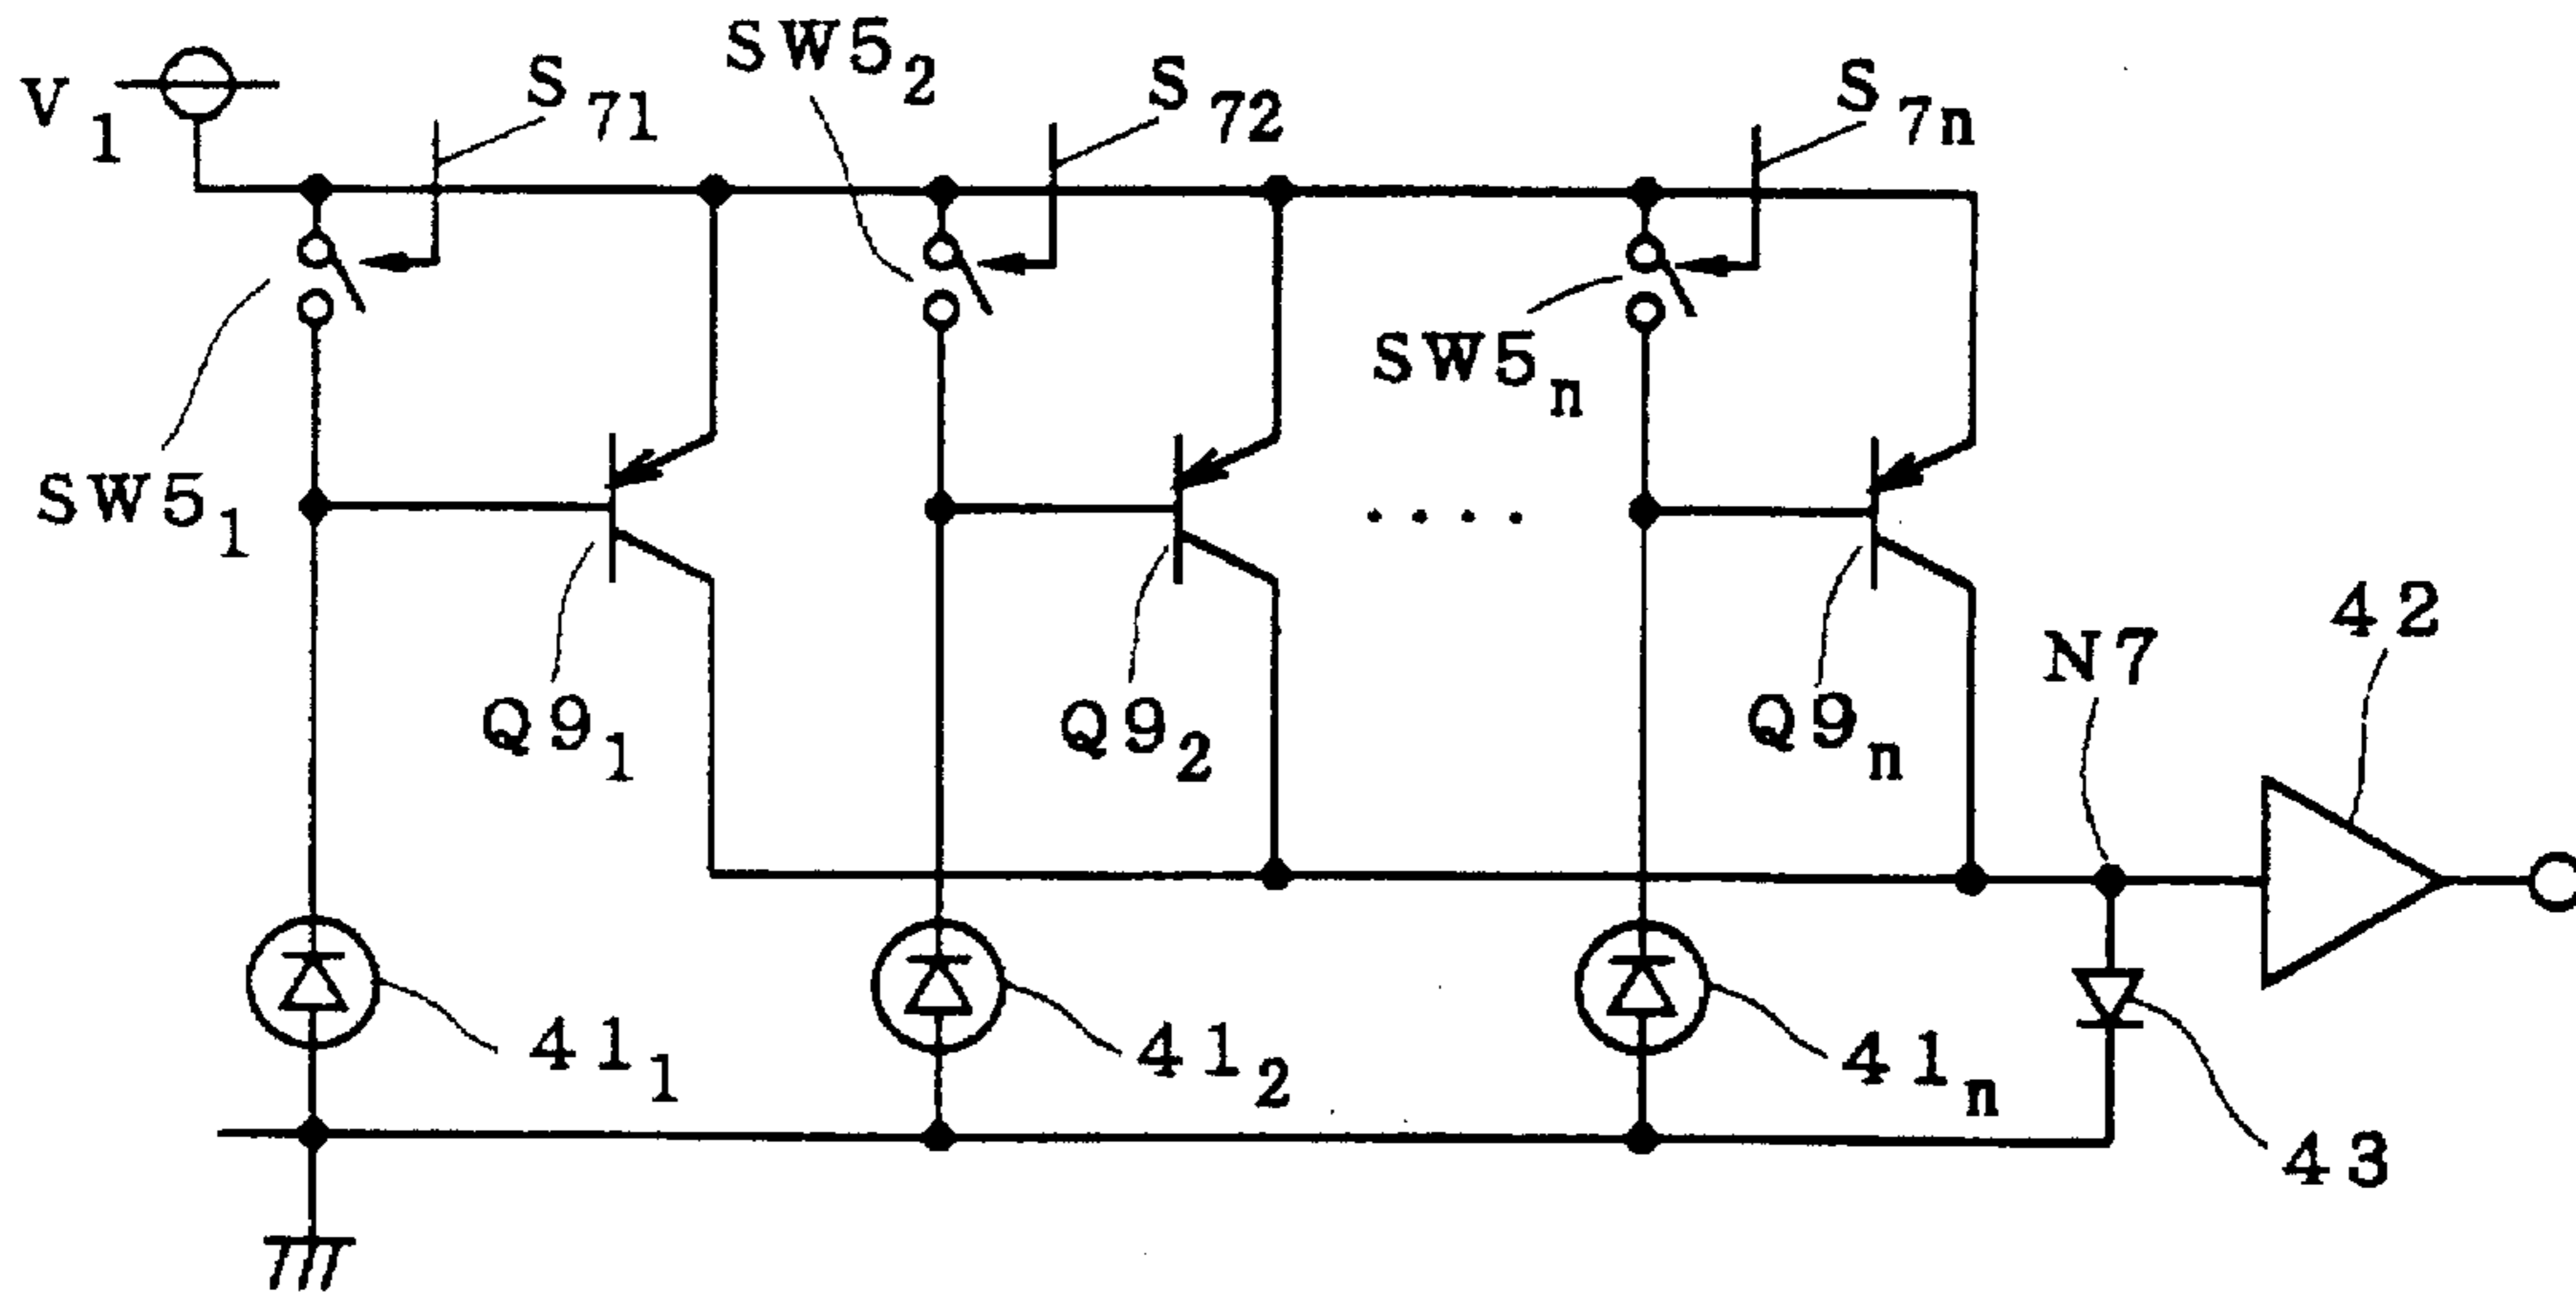 V₁
S₇₁
SW5₂
S₇₂
S₇ₙ
SW5₁
SW5ₙ
Q9₁
Q9₂
. . . .
Q9ₙ
N7
42
41₁
41₂
41ₙ
43